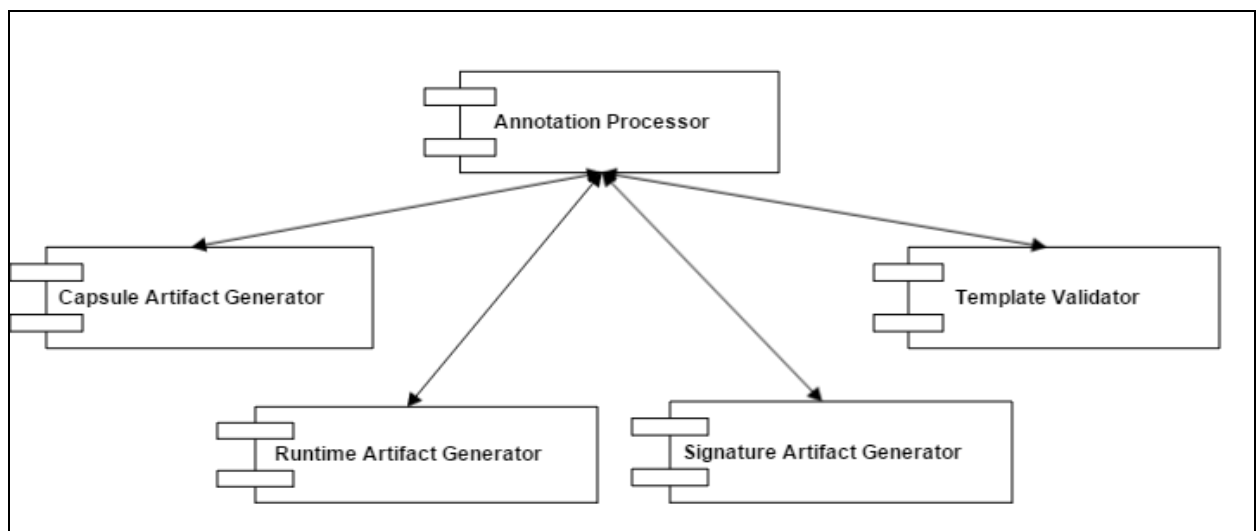 Annotation Processor
Capsule Artifact Generator
Template Validator
Runtime Artifact Generator
Signature Artifact Generator